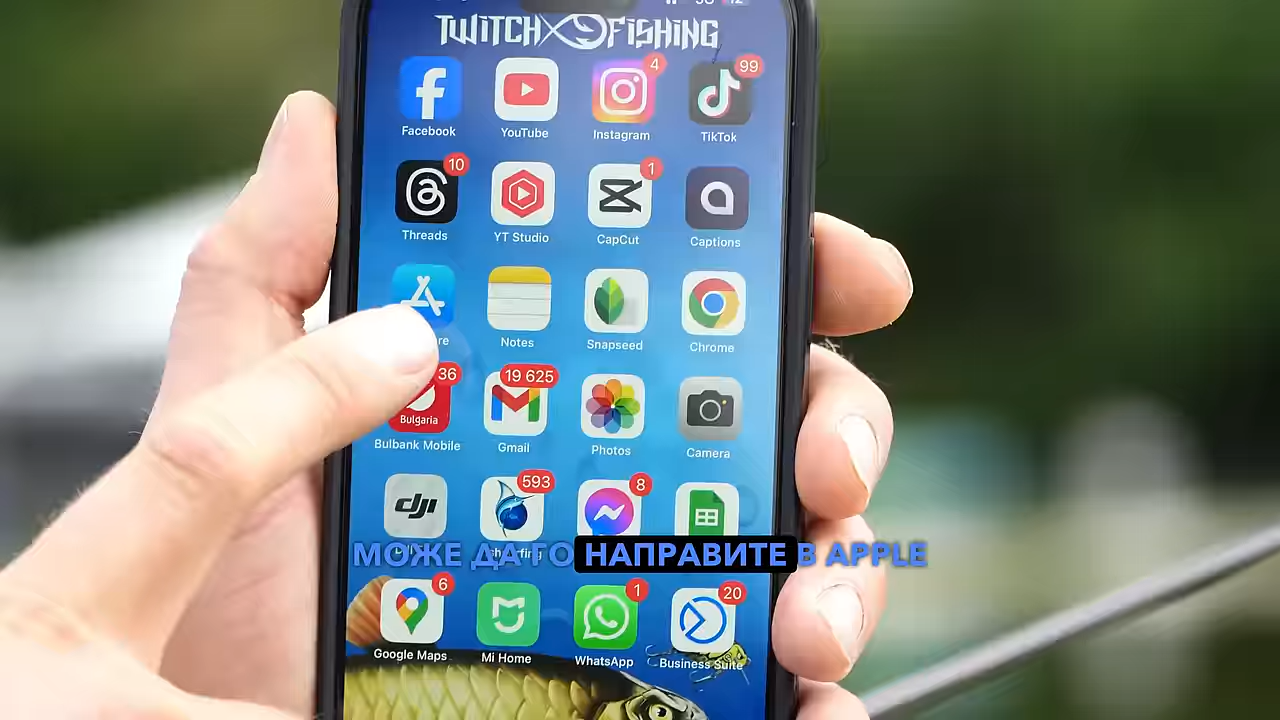 TWITCH FISHING
4 99
Facebook YouTube Instagram TikTok
10 1
Threads YT Studio CapCut Captions
Notes Snapseed Chrome
36 19 625
Bulgaria
Bulbank Mobile Gmail Photos Camera
593 8
dji
МОЖЕ ДА ГО НАПРАВИТЕ В APPLE
6 1 20
Google Maps Mi Home WhatsApp Business Suite